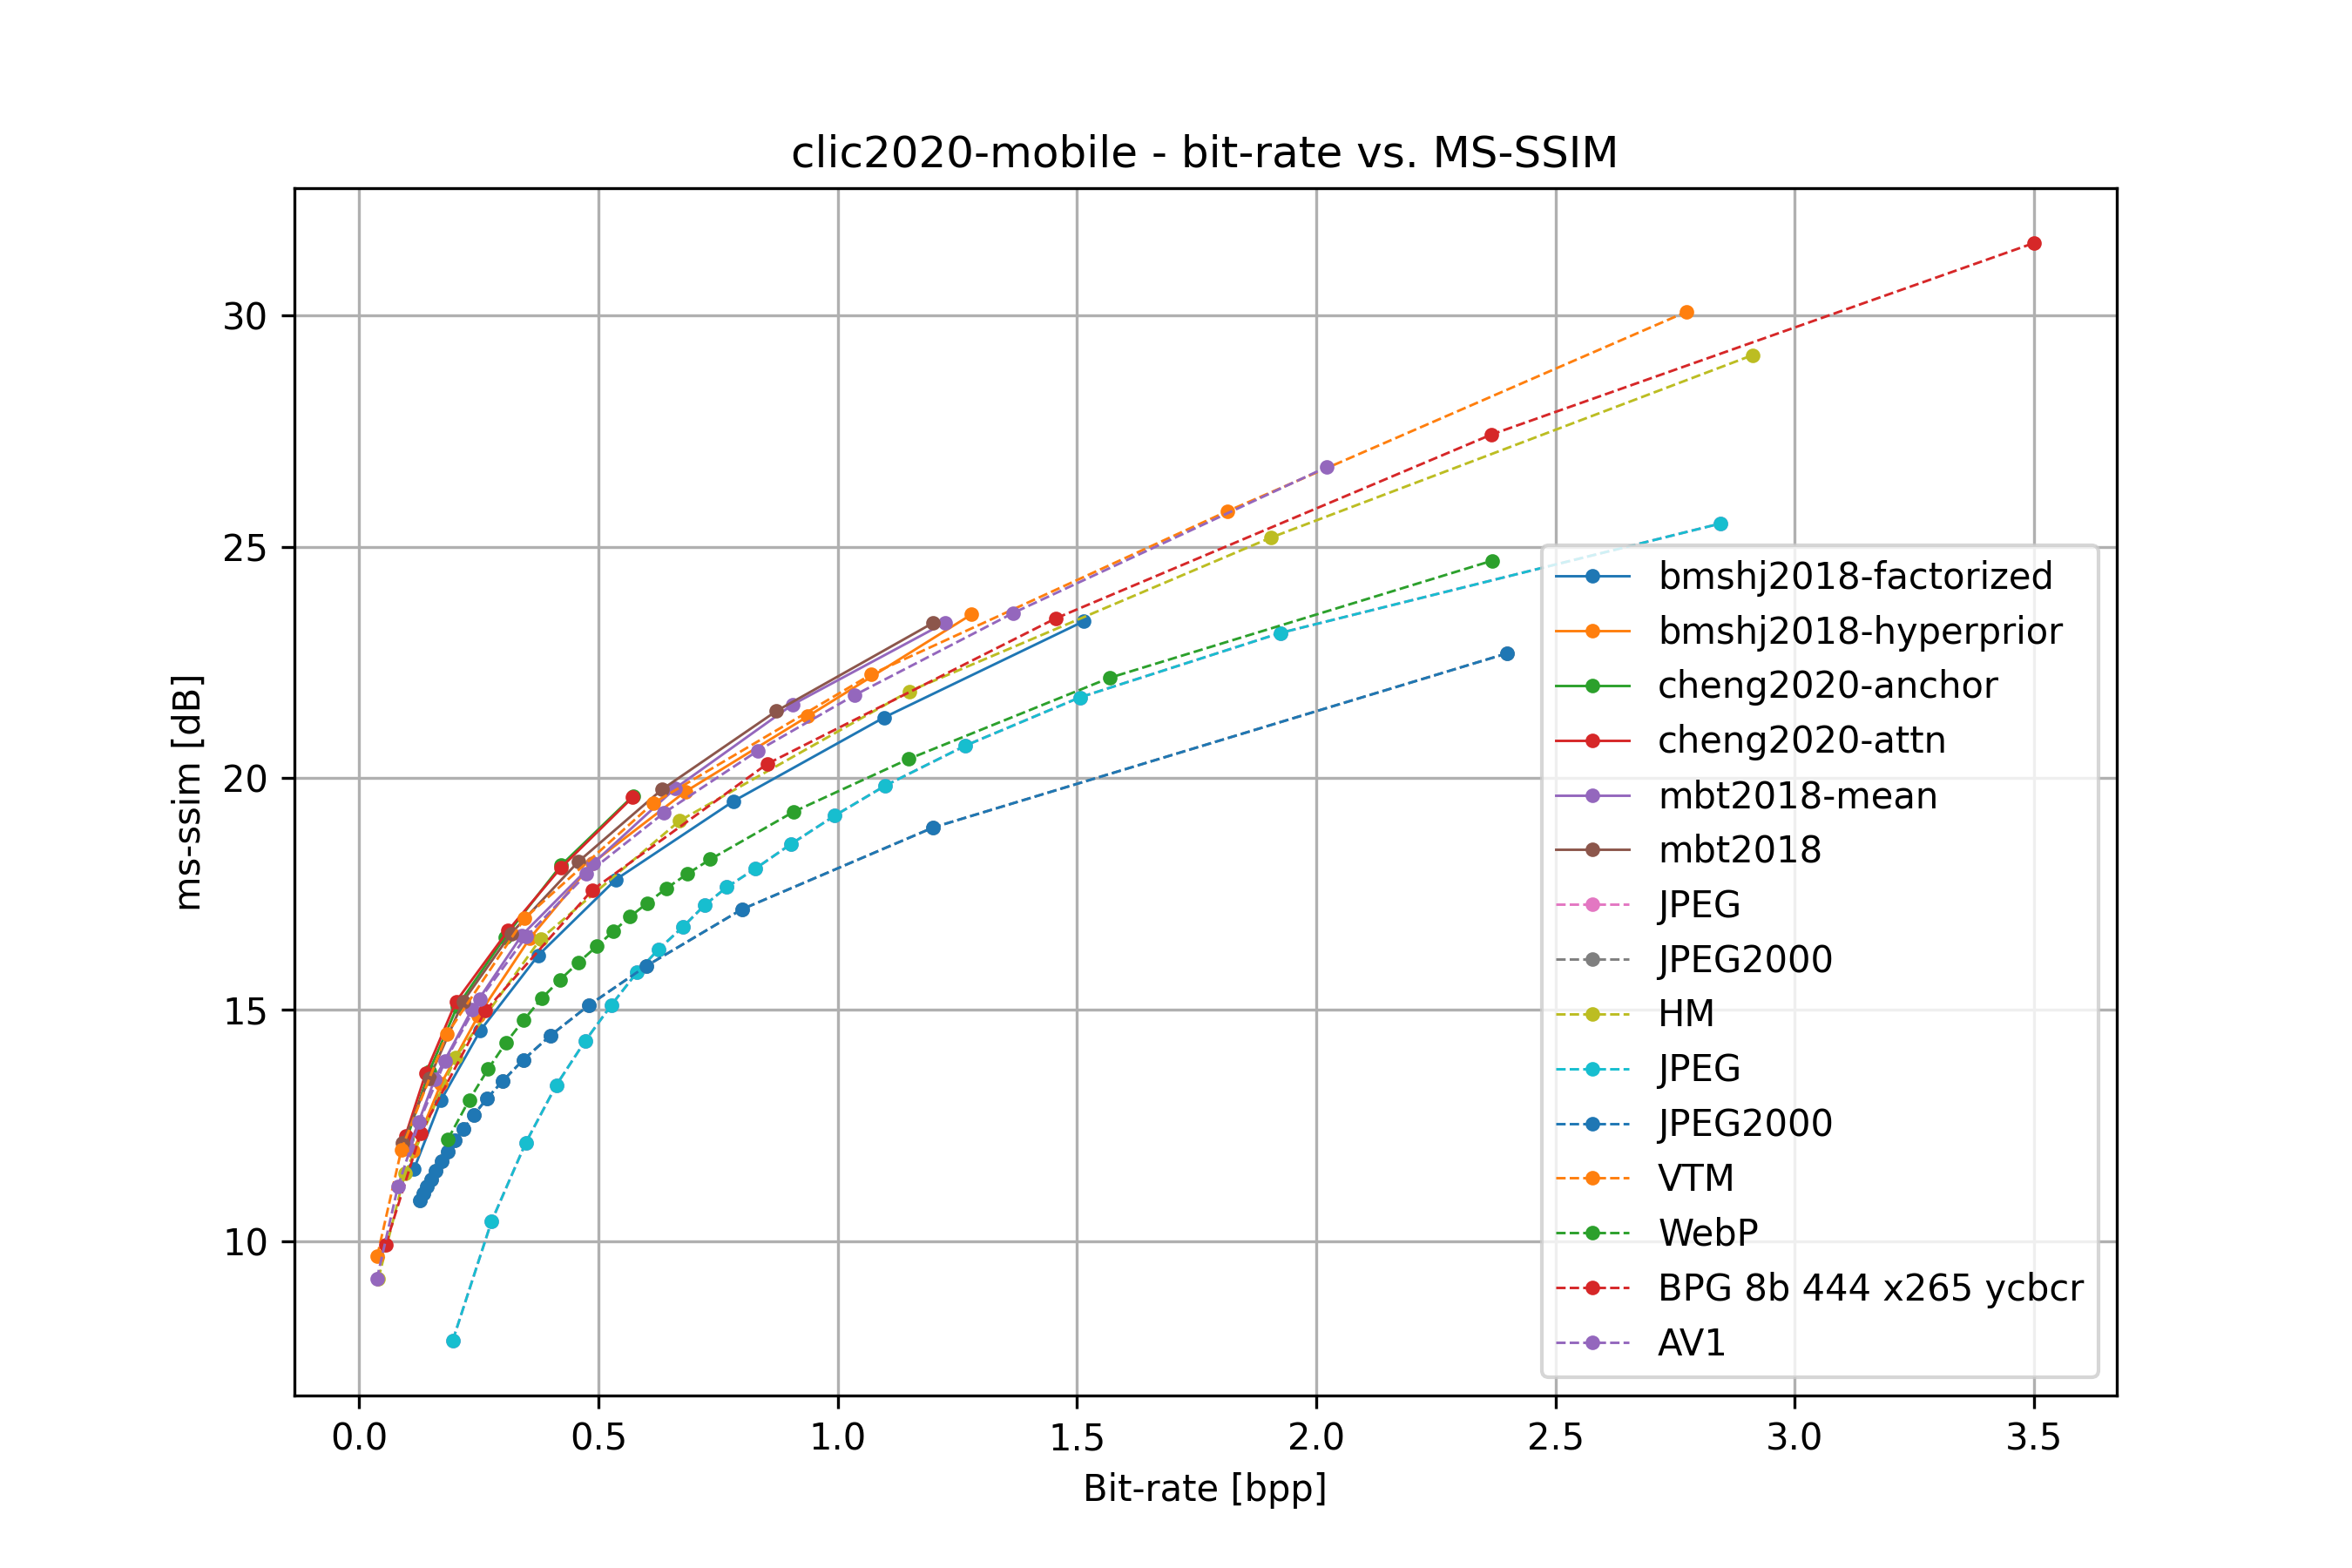 clic2020-mobile - bit-rate vs. MS-SSIM
ms-ssim [dB]
30
25
20
15
10
bmshj2018-factorized
bmshj2018-hyperprior
cheng2020-anchor
cheng2020-attn
mbt2018-mean
mbt2018
JPEG
JPEG2000
HM
JPEG
JPEG2000
VTM
WebP
BPG 8b 444 x265 ycbcr
AV1
0.0 0.5 1.0 1.5 2.0 2.5 3.0 3.5
Bit-rate [bpp]